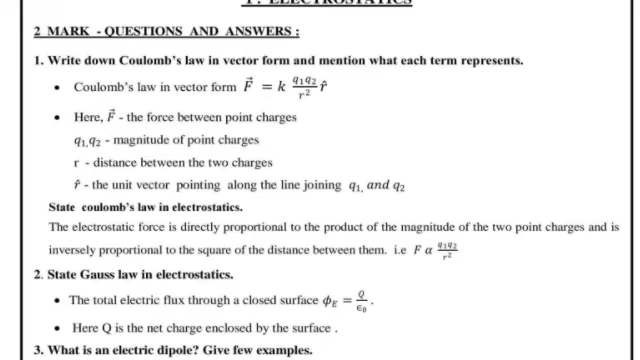 1 . ELECTROSTATICS
2 MARK - QUESTIONS AND ANSWERS :
1. Write down Coulomb’s law in vector form and mention what each term represents.
• Coulomb’s law in vector form F⃗ = k q₁q₂/r² r̂
• Here, F⃗ - the force between point charges
q₁,q₂ - magnitude of point charges
r - distance between the two charges
r̂ - the unit vector pointing along the line joining q₁, and q₂
State coulomb’s law in electrostatics.
The electrostatic force is directly proportional to the product of the magnitude of the two point charges and is
inversely proportional to the square of the distance between them. i.e F α q₁q₂/r²
2. State Gauss law in electrostatics.
• The total electric flux through a closed surface ϕ_E = Q/∈₀ .
• Here Q is the net charge enclosed by the surface .
3. What is an electric dipole? Give few examples.